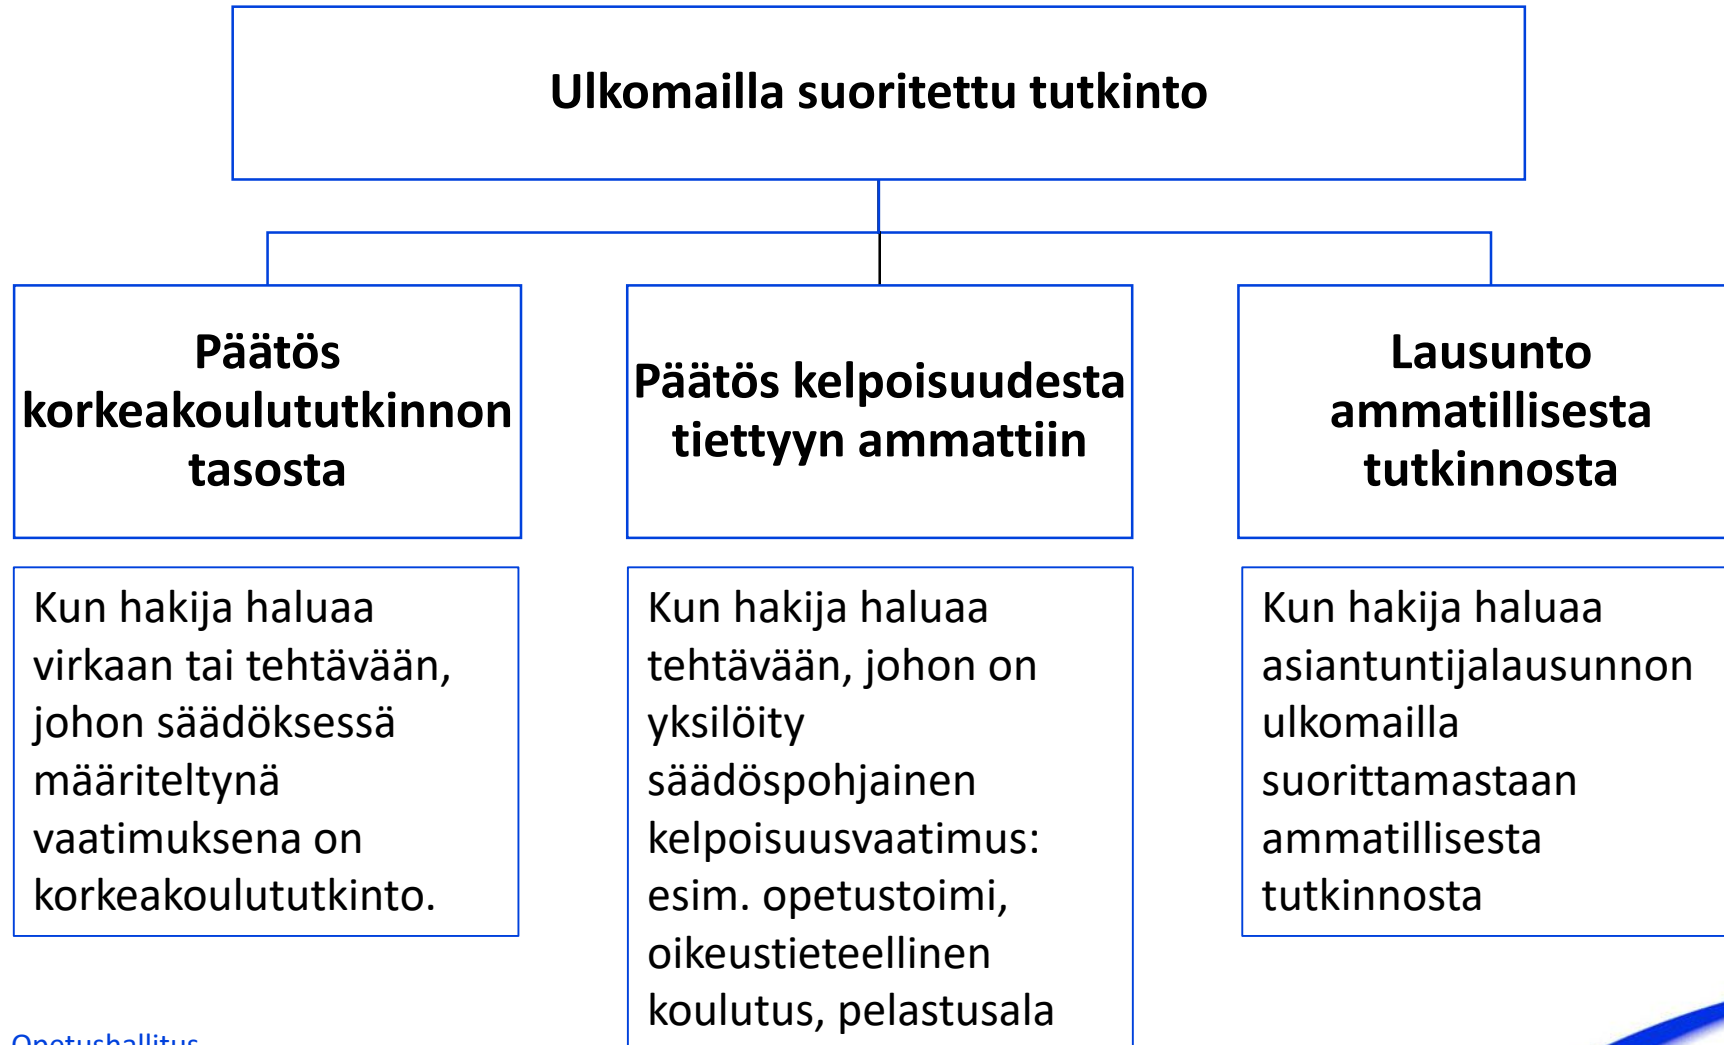 Ulkomailla suoritettu tutkinto
Päätös
korkeakoulututkinnon
tasosta
Päätös kelpoisuudesta
tiettyyn ammattiin
Lausunto
ammatillisesta
tutkinnosta
Kun hakija haluaa
virkaan tai tehtävään,
johon säädöksessä
määriteltynä
vaatimuksena on
korkeakoulututkinto.
Kun hakija haluaa
tehtävään, johon on
yksilöity
säädöspohjainen
kelpoisuusvaatimus:
esim. opetustoimi,
oikeustieteellinen
koulutus, pelastusala
Kun hakija haluaa
asiantuntijalausunnon
ulkomailla
suorittamastaan
ammatillisesta
tutkinnosta
Opetushallitus